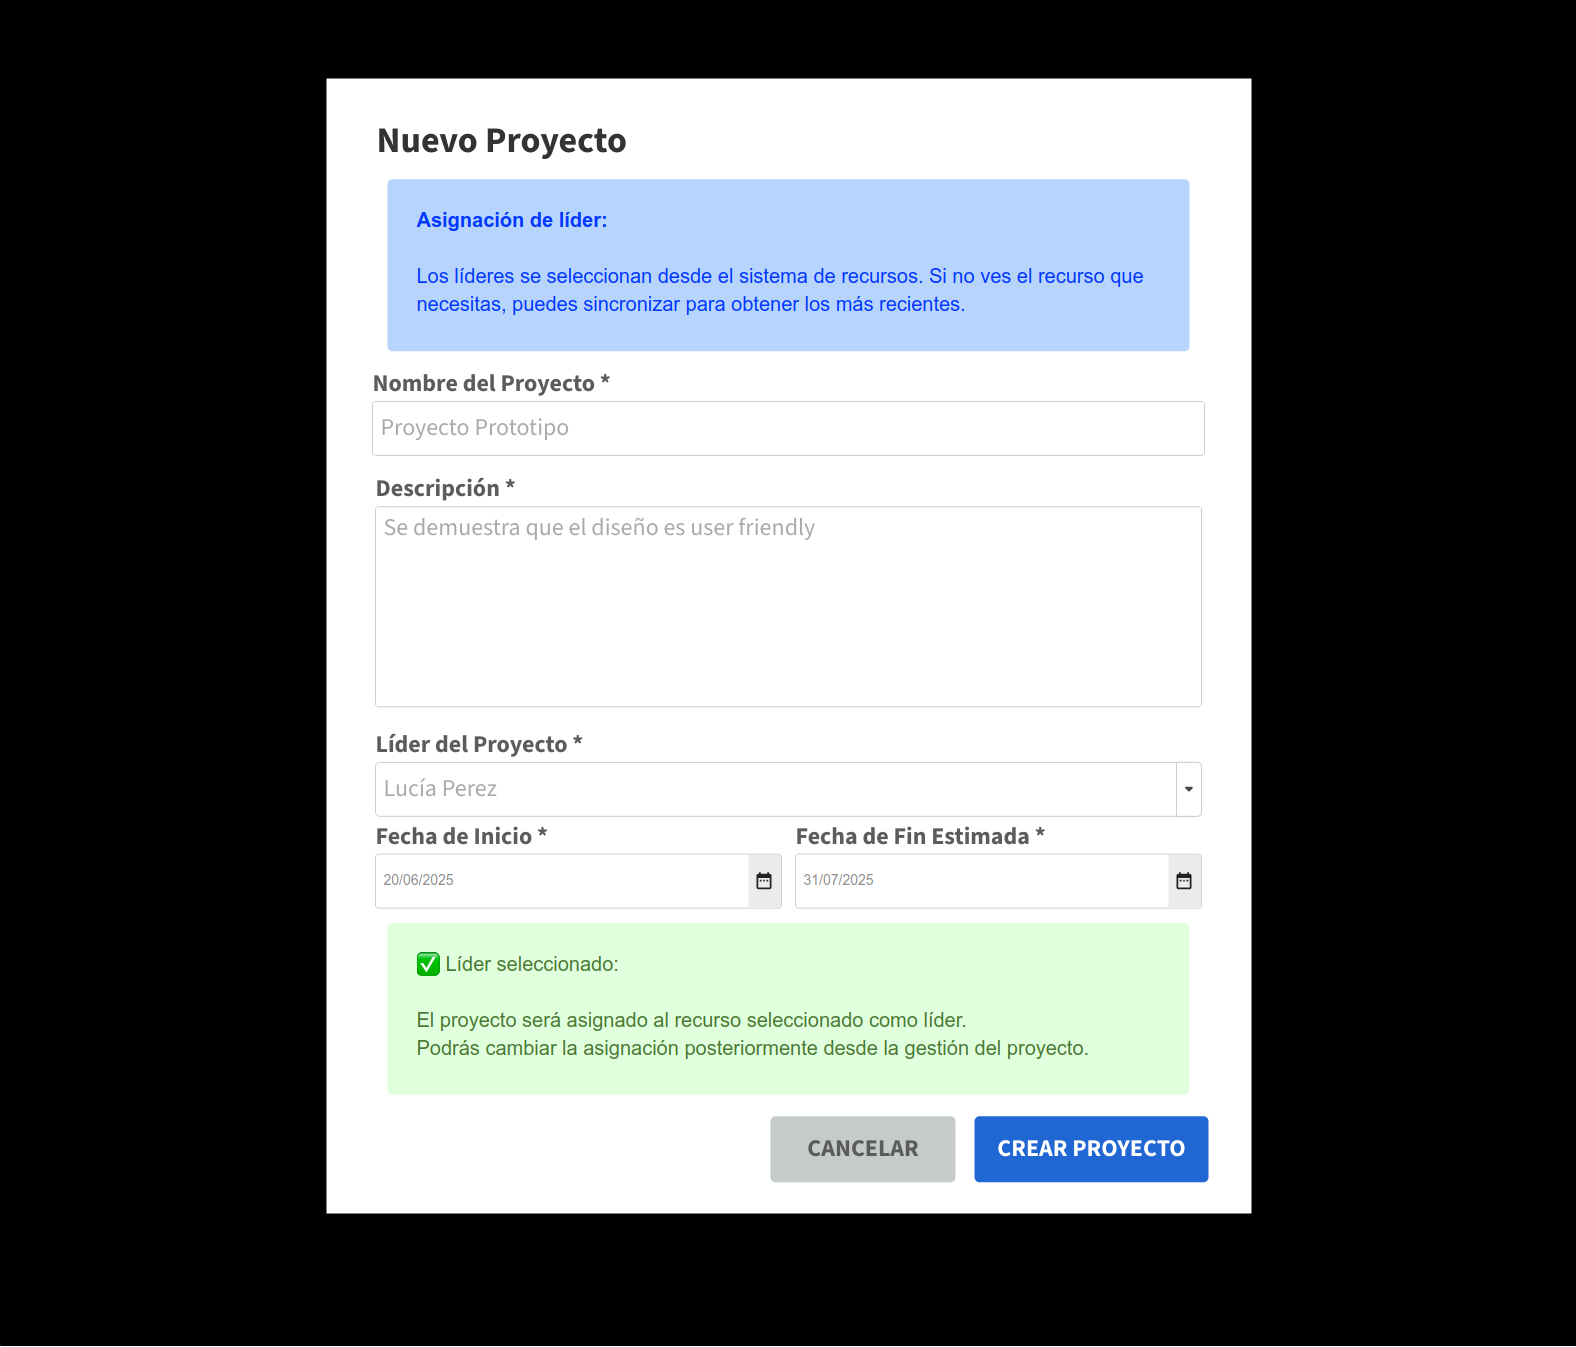 Nuevo Proyecto
Asignación de líder:
Los líderes se seleccionan desde el sistema de recursos. Si no ves el recurso que
necesitas, puedes sincronizar para obtener los más recientes.
Nombre del Proyecto *
Proyecto Prototipo
Descripción *
Se demuestra que el diseño es user friendly
Líder del Proyecto *
Lucía Perez
Fecha de Inicio *
20/06/2025
Fecha de Fin Estimada *
31/07/2025
✅ Líder seleccionado:
El proyecto será asignado al recurso seleccionado como líder.
Podrás cambiar la asignación posteriormente desde la gestión del proyecto.
CANCELAR
CREAR PROYECTO